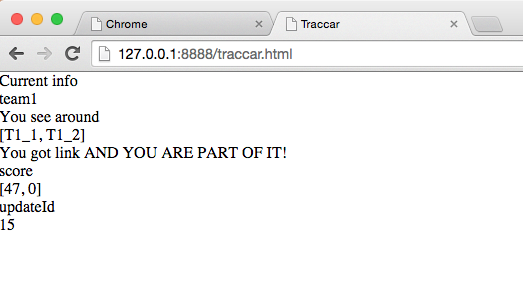 Chrome
Traccar
127.0.0.1:8888/traccar.html
Current info
team1
You see around
[T1_1, T1_2]
You got link AND YOU ARE PART OF IT!
score
[47, 0]
updateId
15